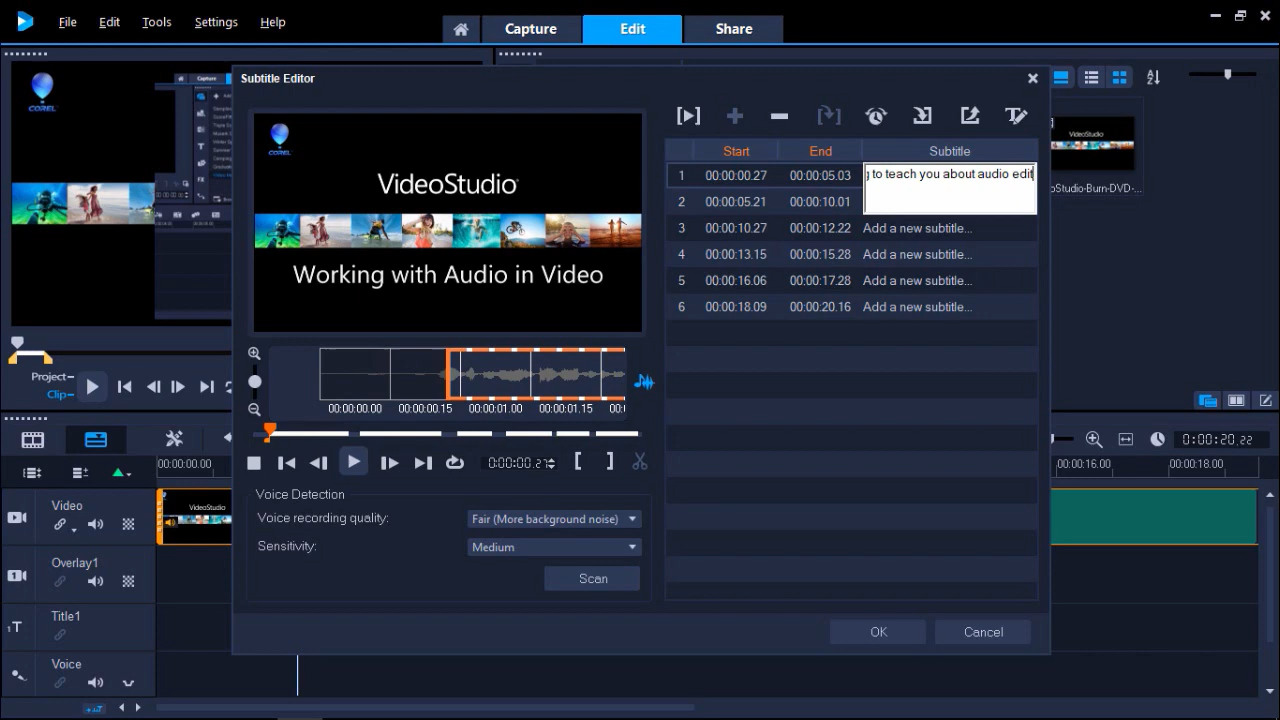 File Edit Tools Settings Help
Capture Edit Share
COREL
Capture
Subtitle Editor
COREL
VideoStudio
Working with Audio in Video
Start End Subtitle
1 00:00:00.27 00:00:05.03 to teach you about audio edit
2 00:00:05.21 00:00:10.01
3 00:00:10.27 00:00:12.22 Add a new subtitle...
4 00:00:13.15 00:00:15.28 Add a new subtitle...
5 00:00:16.06 00:00:17.28 Add a new subtitle...
6 00:00:18.09 00:00:20.16 Add a new subtitle...
VideoStudio
oStudio-Burn-DVD-...
Project-
Clip-
00:00:00.00 00:00:00.15 00:00:01.00 00:00:01.15 00:
0:00:00.27
Voice Detection
Voice recording quality: Fair (More background noise)
Sensitivity: Medium
Scan
OK Cancel
0:00:20.22
00:00:00.00 00:00:16.00 00:00:18.00
Video
VideoStudio
Overlay1
1
Title1
1T
Voice